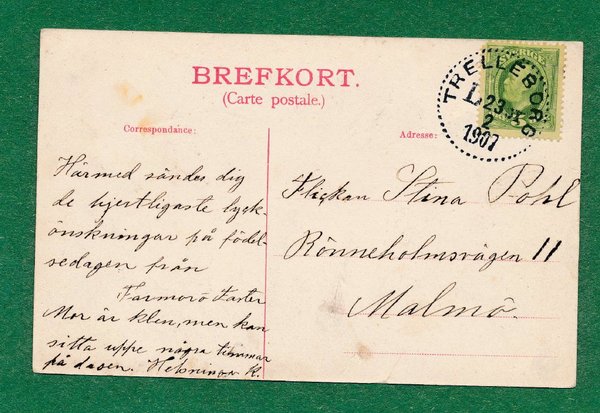 BREFKORT.
(Carte postale.)
Correspondance:
Adresse:
SVERIGE
TRELLEBORG
23
2
1907
Härmed sändes dig
de hjertligaste lyck-
önskningar på födel-
sedagen från
Farmor o Faster
Mor är klen, men kan
sitta uppe några timmar
på dagen. Helsningar K.
Flickan Stina Pohl
Rönneholmsvägen 11
Malmö.